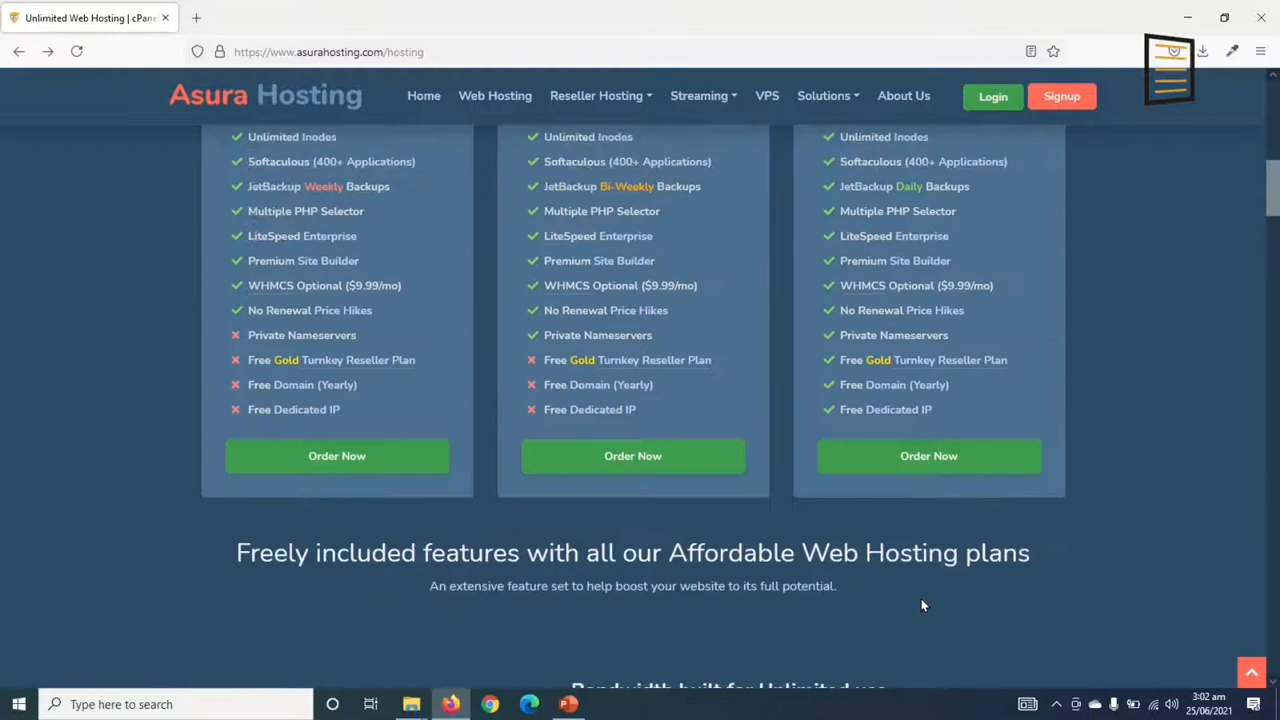 Unlimited Web Hosting | cPane
https://www.asurahosting.com/hosting
Asura Hosting
Home
Web Hosting
Reseller Hosting
Streaming
VPS
Solutions
About Us
Login
Signup
Unlimited Inodes
Softaculous (400+ Applications)
JetBackup Weekly Backups
Multiple PHP Selector
LiteSpeed Enterprise
Premium Site Builder
WHMCS Optional ($9.99/mo)
No Renewal Price Hikes
Private Nameservers
Free Gold Turnkey Reseller Plan
Free Domain (Yearly)
Free Dedicated IP
Order Now
Unlimited Inodes
Softaculous (400+ Applications)
JetBackup Bi-Weekly Backups
Multiple PHP Selector
LiteSpeed Enterprise
Premium Site Builder
WHMCS Optional ($9.99/mo)
No Renewal Price Hikes
Private Nameservers
Free Gold Turnkey Reseller Plan
Free Domain (Yearly)
Free Dedicated IP
Order Now
Unlimited Inodes
Softaculous (400+ Applications)
JetBackup Daily Backups
Multiple PHP Selector
LiteSpeed Enterprise
Premium Site Builder
WHMCS Optional ($9.99/mo)
No Renewal Price Hikes
Private Nameservers
Free Gold Turnkey Reseller Plan
Free Domain (Yearly)
Free Dedicated IP
Order Now
Freely included features with all our Affordable Web Hosting plans
An extensive feature set to help boost your website to its full potential.
Bandwidth built for Unlimited use
Type here to search
3:02 am
25/06/2021